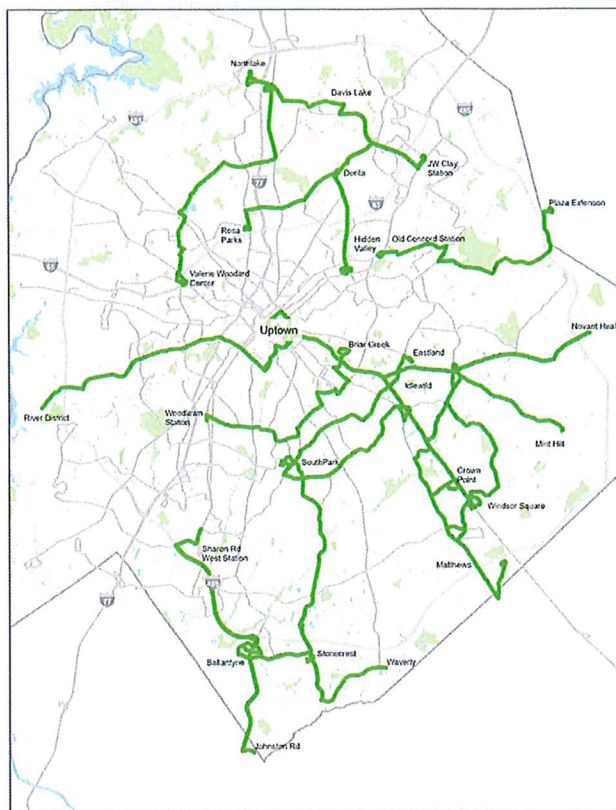 Northlake
Davis Lake
JW Clay
Station
Derita
Plaza Extension
Rosa
Parks
Hidden
Valley
Old Concord Station
Valerie Woodard
Center
Uptown
Briar Creek
Eastland
Novant Heal
Idlewild
River District
Woodlawn
Station
Mint Hill
SouthPark
Crown
Point
Windsor Square
Sharon Rd
West Station
Matthews
Ballantyne
Stonecrest
Waverly
Johnston Rd
77
77